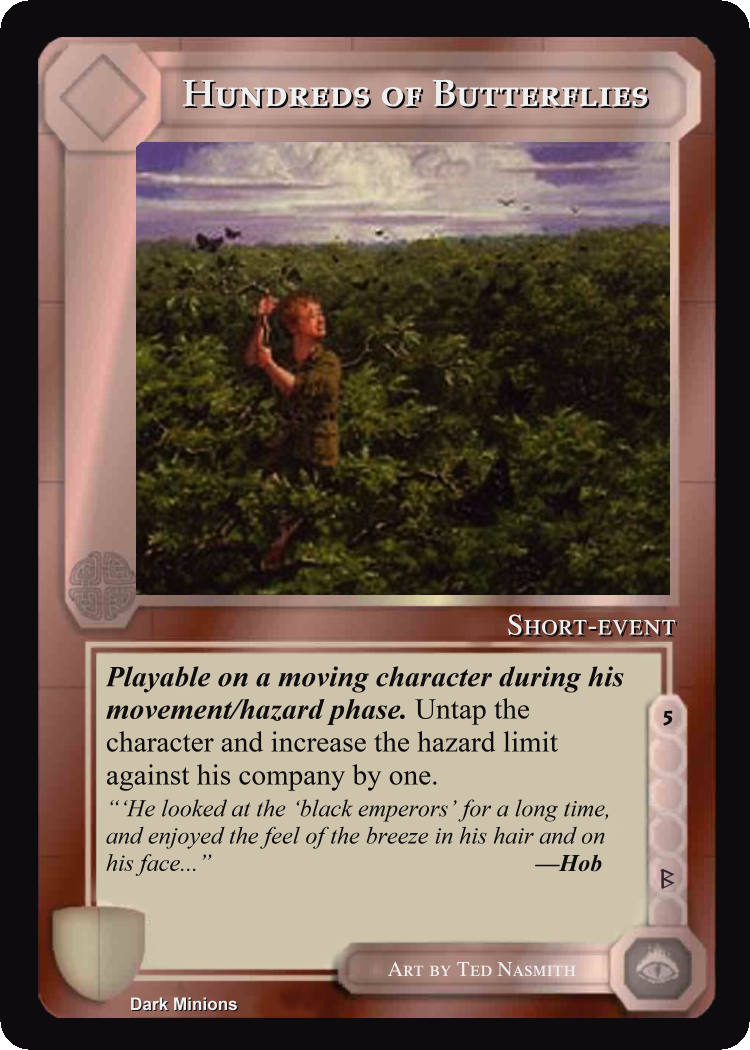 Hundreds of Butterflies
Short-event
Playable on a moving character during his
movement/hazard phase. Untap the
character and increase the hazard limit
against his company by one.
“‘He looked at the ‘black emperors’ for a long time,
and enjoyed the feel of the breeze in his hair and on
his face...” —Hob
5
ᛒ
Art by Ted Nasmith
Dark Minions